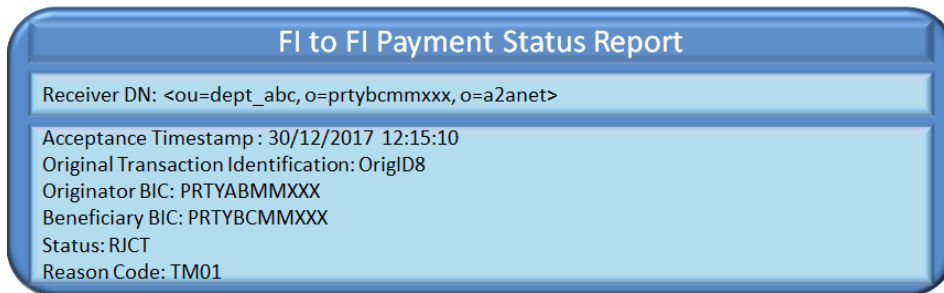 FI to FI Payment Status Report
Receiver DN: <ou=dept_abc, o=prtybcmmxxx, o=a2anet>
Acceptance Timestamp : 30/12/2017 12:15:10
Original Transaction Identification: OrigID8
Originator BIC: PRTYABMMXXX
Beneficiary BIC: PRTYBCMMXXX
Status: RJCT
Reason Code: TM01